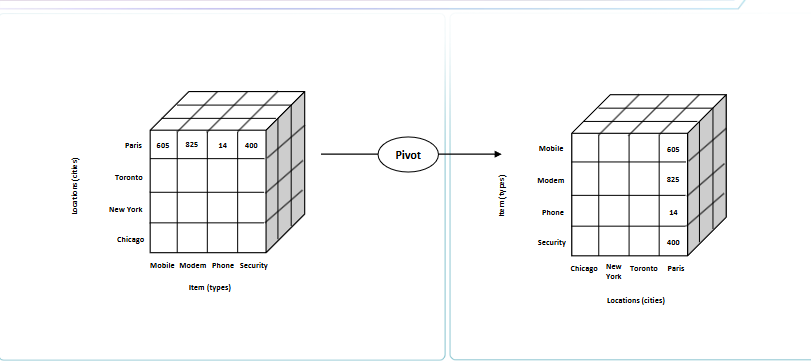 Locations (cities)
Paris 605 825 14 400
Toronto
New York
Chicago
Mobile Modem Phone Security
Item (types)
Pivot
Item (types)
Mobile 605
Modem 825
Phone 14
Security 400
Chicago New York Toronto Paris
Locations (cities)